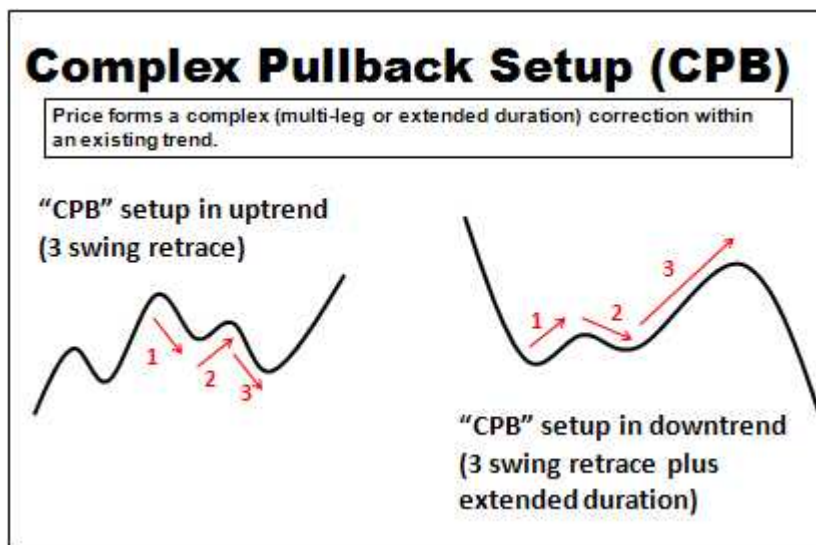 Complex Pullback Setup (CPB)
Price forms a complex (multi-leg or extended duration) correction within
an existing trend.
“CPB” setup in uptrend
(3 swing retrace)
1
2
3
1
2
3
“CPB” setup in downtrend
(3 swing retrace plus
extended duration)